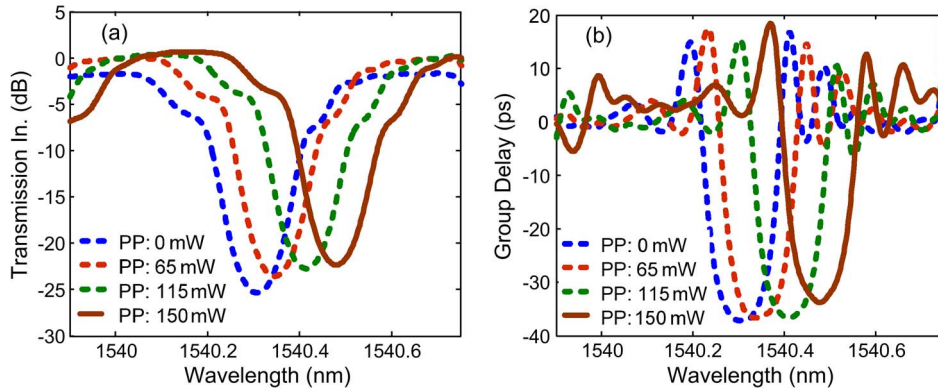 (a)
Transmission In. (dB)
5
0
-5
-10
-15
-20
-25
-30
PP: 0 mW
PP: 65 mW
PP: 115 mW
PP: 150 mW
1540 1540.2 1540.4 1540.6
Wavelength (nm)
(b)
Group Delay (ps)
20
10
0
-10
-20
-30
-40
PP: 0 mW
PP: 65 mW
PP: 115 mW
PP: 150 mW
1540 1540.2 1540.4 1540.6
Wavelength (nm)